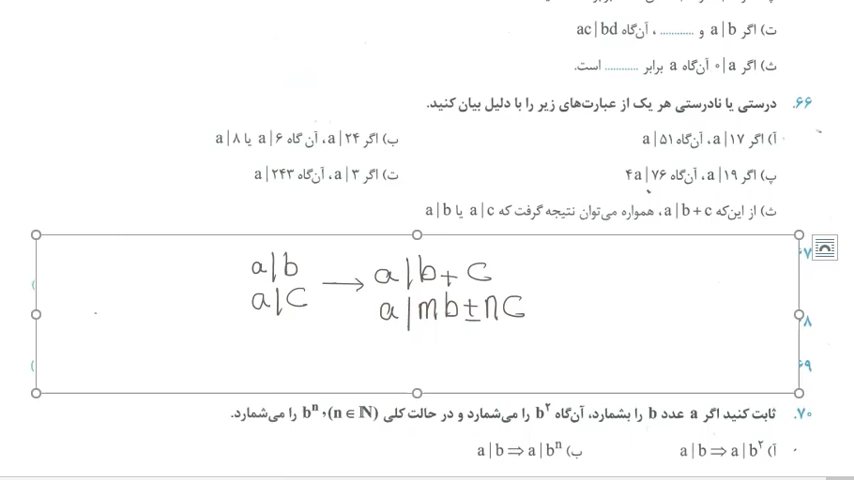 ت) اگر a|b و ............ ، آن‌گاه ac|bd
ث) اگر ۰|a آن‌گاه a برابر ............ است.
۶۶. درستی یا نادرستی هر یک از عبارت‌های زیر را با دلیل بیان کنید.
آ) اگر a|۱۷، آن‌گاه a|۵۱ ب) اگر a|۲۴، آن گاه a|۶ یا a|۸
پ) اگر a|۱۹، آن‌گاه ۴a|۷۶ ت) اگر a|۳، آن‌گاه a|۲۴۳
ث) از این‌که a|b+c، همواره می‌توان نتیجه گرفت که a|c یا a|b
a|b
a|c → a|b+c
a|mb±nc
۷۰. ثابت کنید اگر a عدد b را بشمارد، آن‌گاه b۲ را می‌شمارد و در حالت کلی (n∈ℕ)، bⁿ را می‌شمارد.
آ) a|b ⇒ a|b۲ ب) a|b ⇒ a|bⁿ